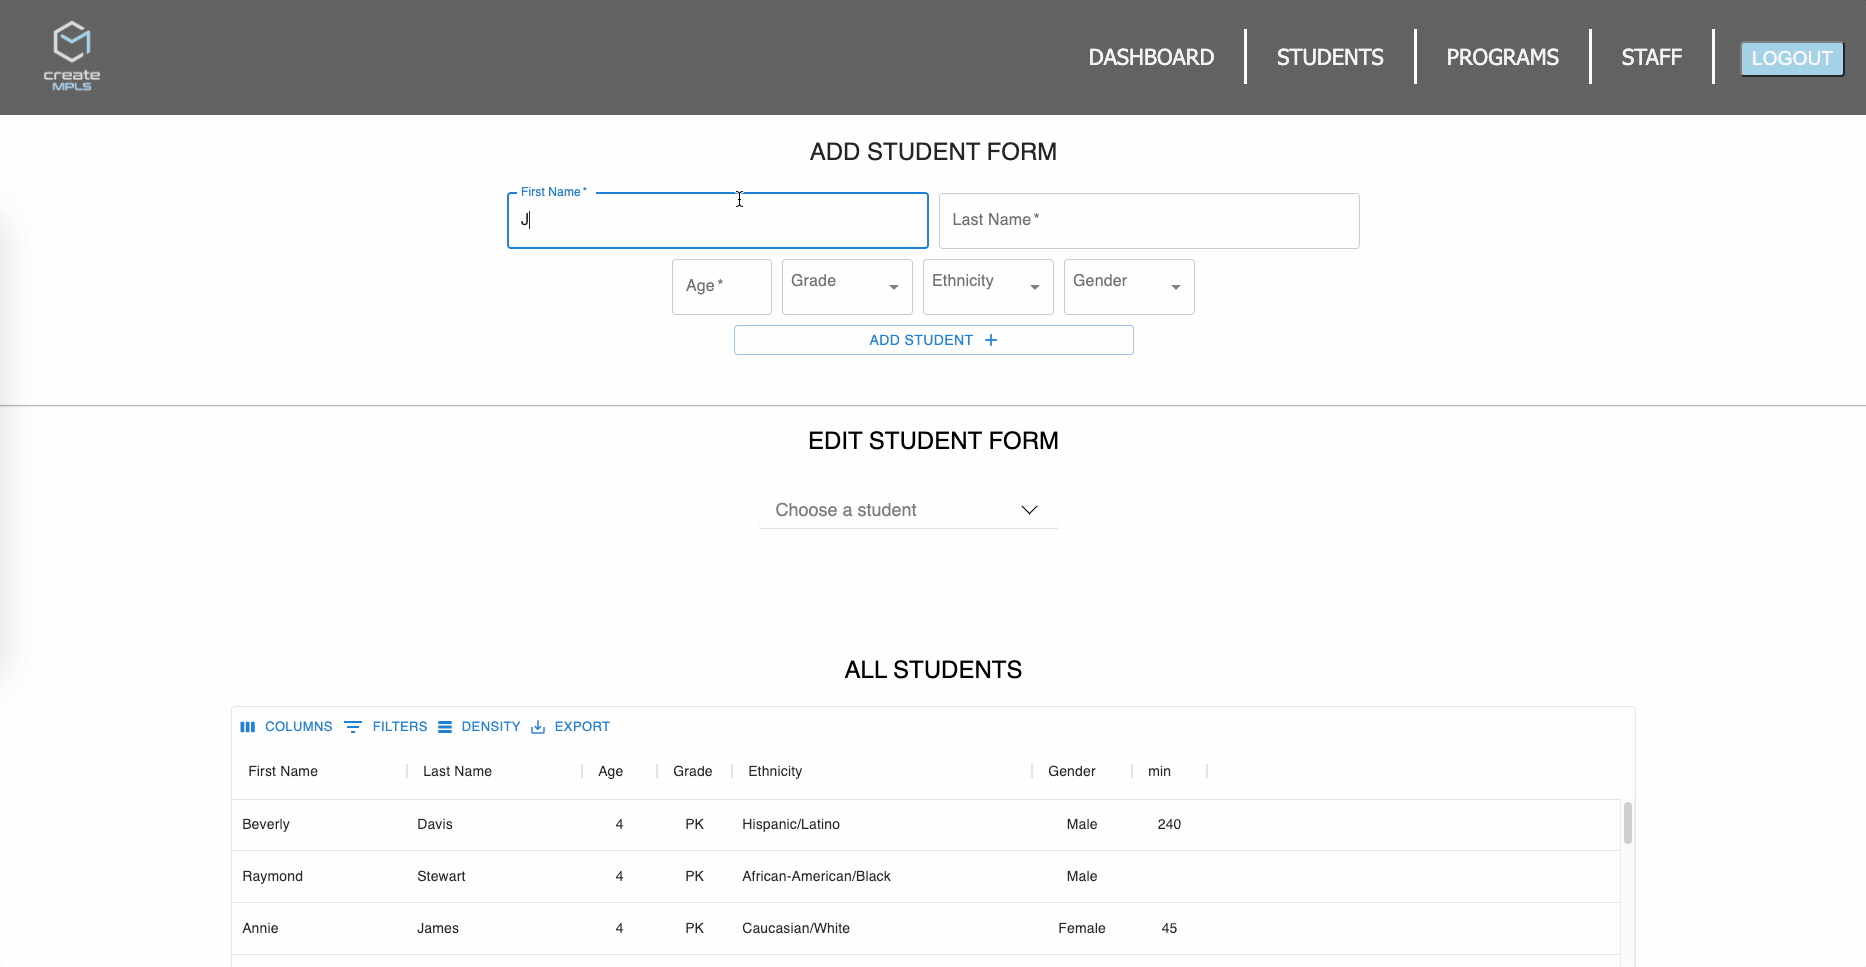 create
MPLS
DASHBOARD STUDENTS PROGRAMS STAFF LOGOUT
ADD STUDENT FORM
First Name *
J
Last Name *
Age * Grade Ethnicity Gender
ADD STUDENT +
EDIT STUDENT FORM
Choose a student
ALL STUDENTS
COLUMNS FILTERS DENSITY EXPORT
First Name Last Name Age Grade Ethnicity Gender min
Beverly Davis 4 PK Hispanic/Latino Male 240
Raymond Stewart 4 PK African-American/Black Male
Annie James 4 PK Caucasian/White Female 45